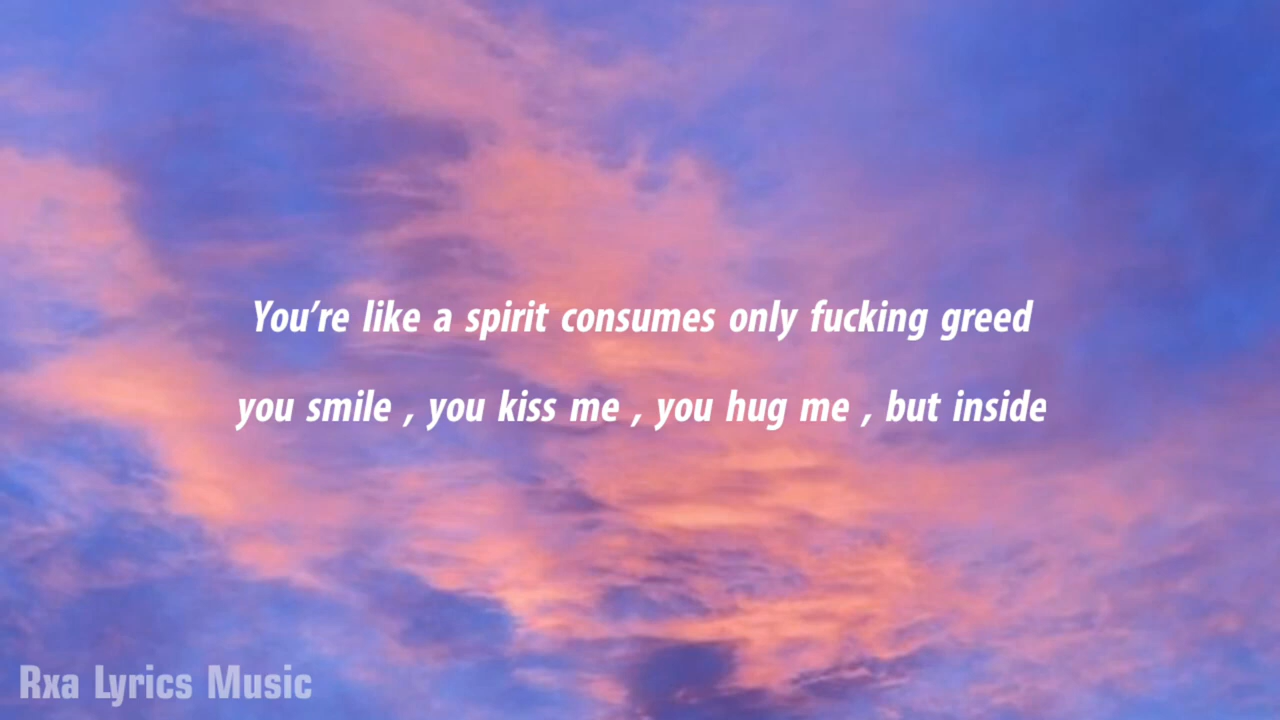 You’re like a spirit consumes only fucking greed
you smile , you kiss me , you hug me , but inside
Rxa Lyrics Music